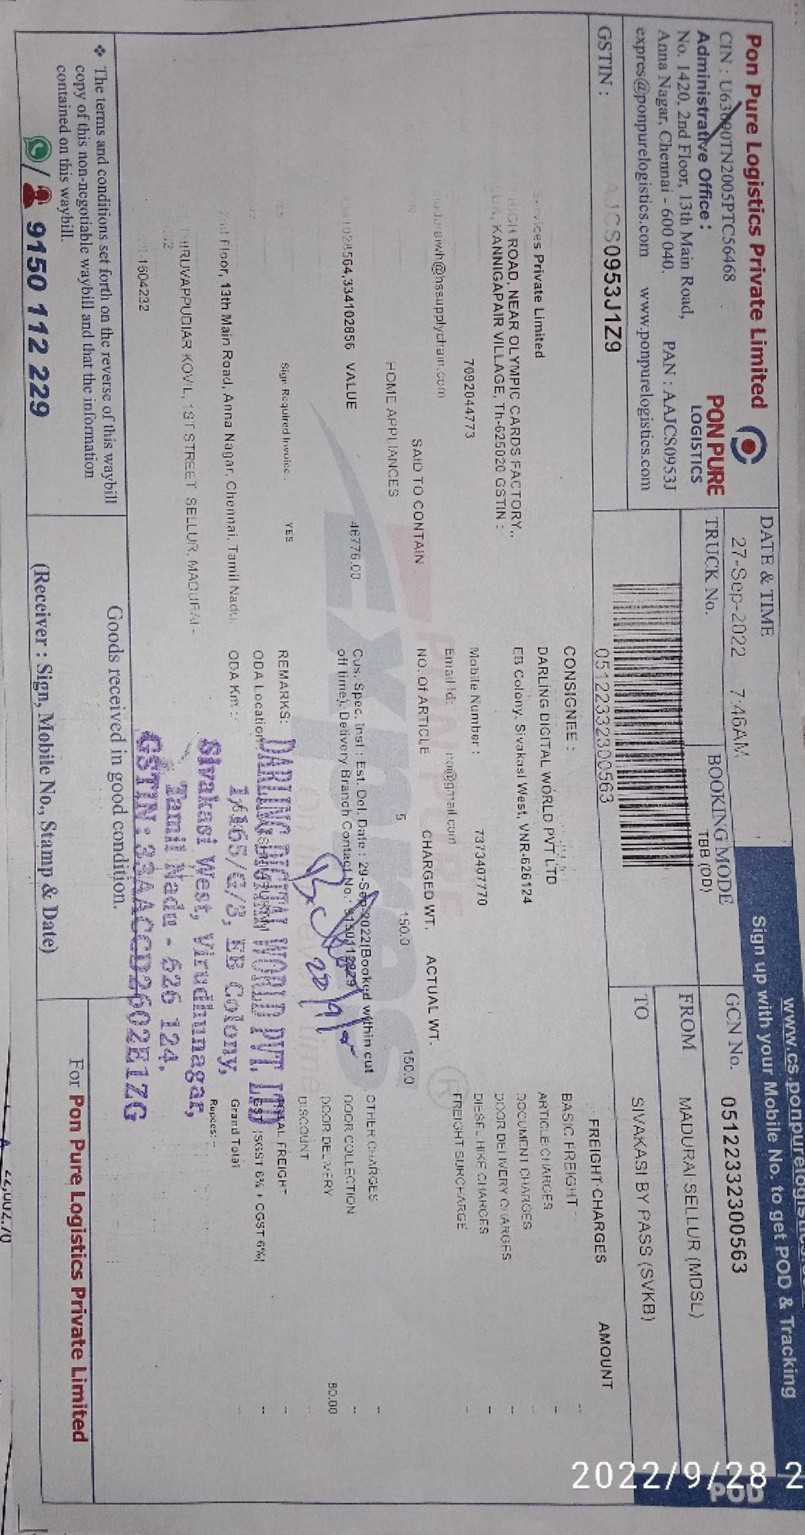 Pon Pure Logistics Private Limited
CIN : U63090TN2005PTC56468
Administrative Office :
No. 1420, 2nd Floor, 13th Main Road,
Anna Nagar, Chennai - 600 040. PAN : AAJCS0953J
expres@ponpurelogistics.com www.ponpurelogistics.com
PON PURE
LOGISTICS
GSTIN : AAJCS0953J1Z9
DATE & TIME
27-Sep-2022 7:46AM
TRUCK No.
BOOKING MODE
TBB (DD)
Sign up with your Mobile No. to get POD & Tracking
GCN No. 05122332300563
FROM MADURAI SELLUR (MDSL)
TO SIVAKASI BY PASS (SVKB)
POD
05122332300563
Private Limited
ROAD, NEAR OLYMPIC CARDS FACTORY,.
KANNIGAPAIR VILLAGE, Th-625020 GSTIN :
7092044773
SAID TO CONTAIN
HOME APPLIANCES
334102856 VALUE 46776.00
Sign Required Invoice: YES
Floor, 13th Main Road, Anna Nagar, Chennai, Tamil Nadu
KOVIL, 1ST STREET SELLUR, MADURAI -
1604232
CONSIGNEE :
DARLING DIGITAL WORLD PVT LTD
EB Colony, Sivakasi West, VNR-626124
Mobile Number : 7373407770
Email Id:
NO. Of ARTICLE CHARGED WT. ACTUAL WT.
5 150.0 150.0
Cus. Spec. Inst : Est. Del. Date : 29-Sep-2022(Booked within cut
off time), Delivery Branch Contact No.:
REMARKS:
ODA Location
ODA Km :
DARLING DIGITAL WORLD PVT. LTD
1/165/G/3, EB Colony,
Sivakasi West, Virudhunagar,
Tamil Nadu - 626 124.
GSTIN: 33AACCD2602E1ZG
FREIGHT CHARGES AMOUNT
BASIC FREIGHT --
ARTICLE CHARGES --
DOCUMENT CHARGES --
DOOR DELIVERY CHARGES --
DIESEL HIKE CHARGES --
FREIGHT SURCHARGE --
OTHER CHARGES --
DOOR COLLECTION --
DOOR DELIVERY 80.00
DISCOUNT
TOTAL FREIGHT --
GST (SGST 6% + CGST 6%) --
Grand Total
Rupees:-
❖ The terms and conditions set forth on the reverse of this waybill
copy of this non-negotiable waybill and that the information
contained on this waybill.
9150 112 229
Goods received in good condition.
(Receiver : Sign, Mobile No., Stamp & Date)
For Pon Pure Logistics Private Limited
2022/9/28 2